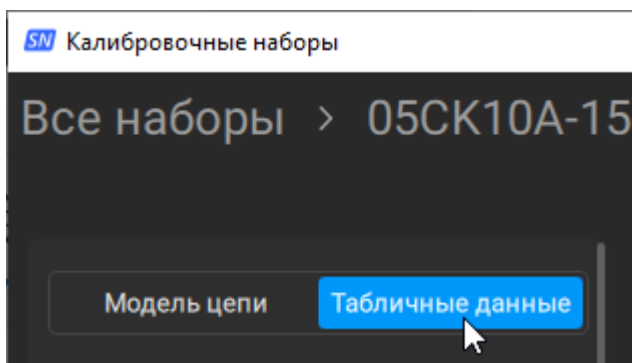 SN Калибровочные наборы
Все наборы > 05CK10A-15
Модель цепи Табличные данные